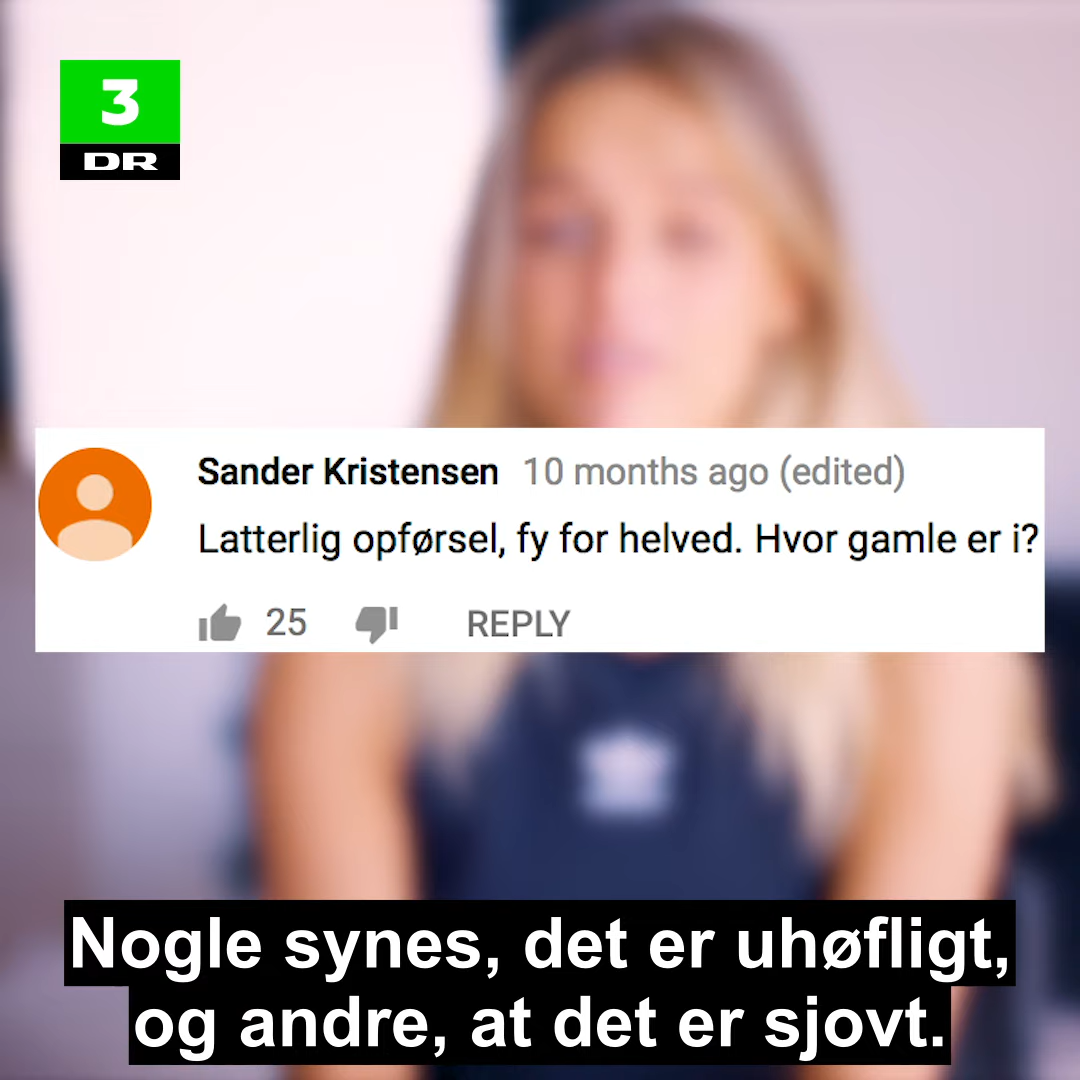 3
DR
Sander Kristensen 10 months ago (edited)
Latterlig opførsel, fy for helved. Hvor gamle er i?
25 REPLY
Nogle synes, det er uhøfligt,
og andre, at det er sjovt.